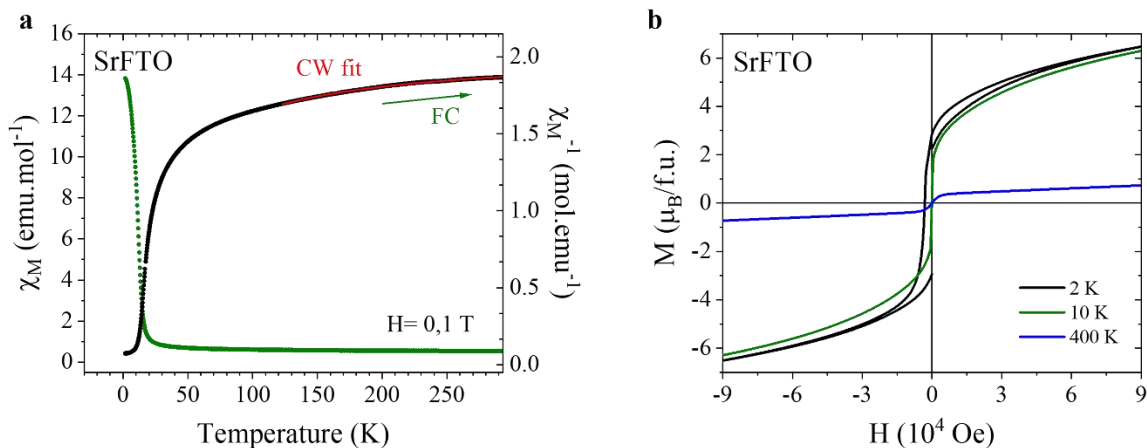 a
SrFTO
CW fit
FC
H= 0,1 T
χM (emu.mol-1)
16
14
12
10
8
6
4
2
0
χM-1 (mol.emu-1)
2.0
1.5
1.0
0.5
0.0
0 50 100 150 200 250
Temperature (K)
b
SrFTO
M (μB/f.u.)
6
4
2
0
-2
-4
-6
2 K
10 K
400 K
-9 -6 -3 0 3 6 9
H (104 Oe)